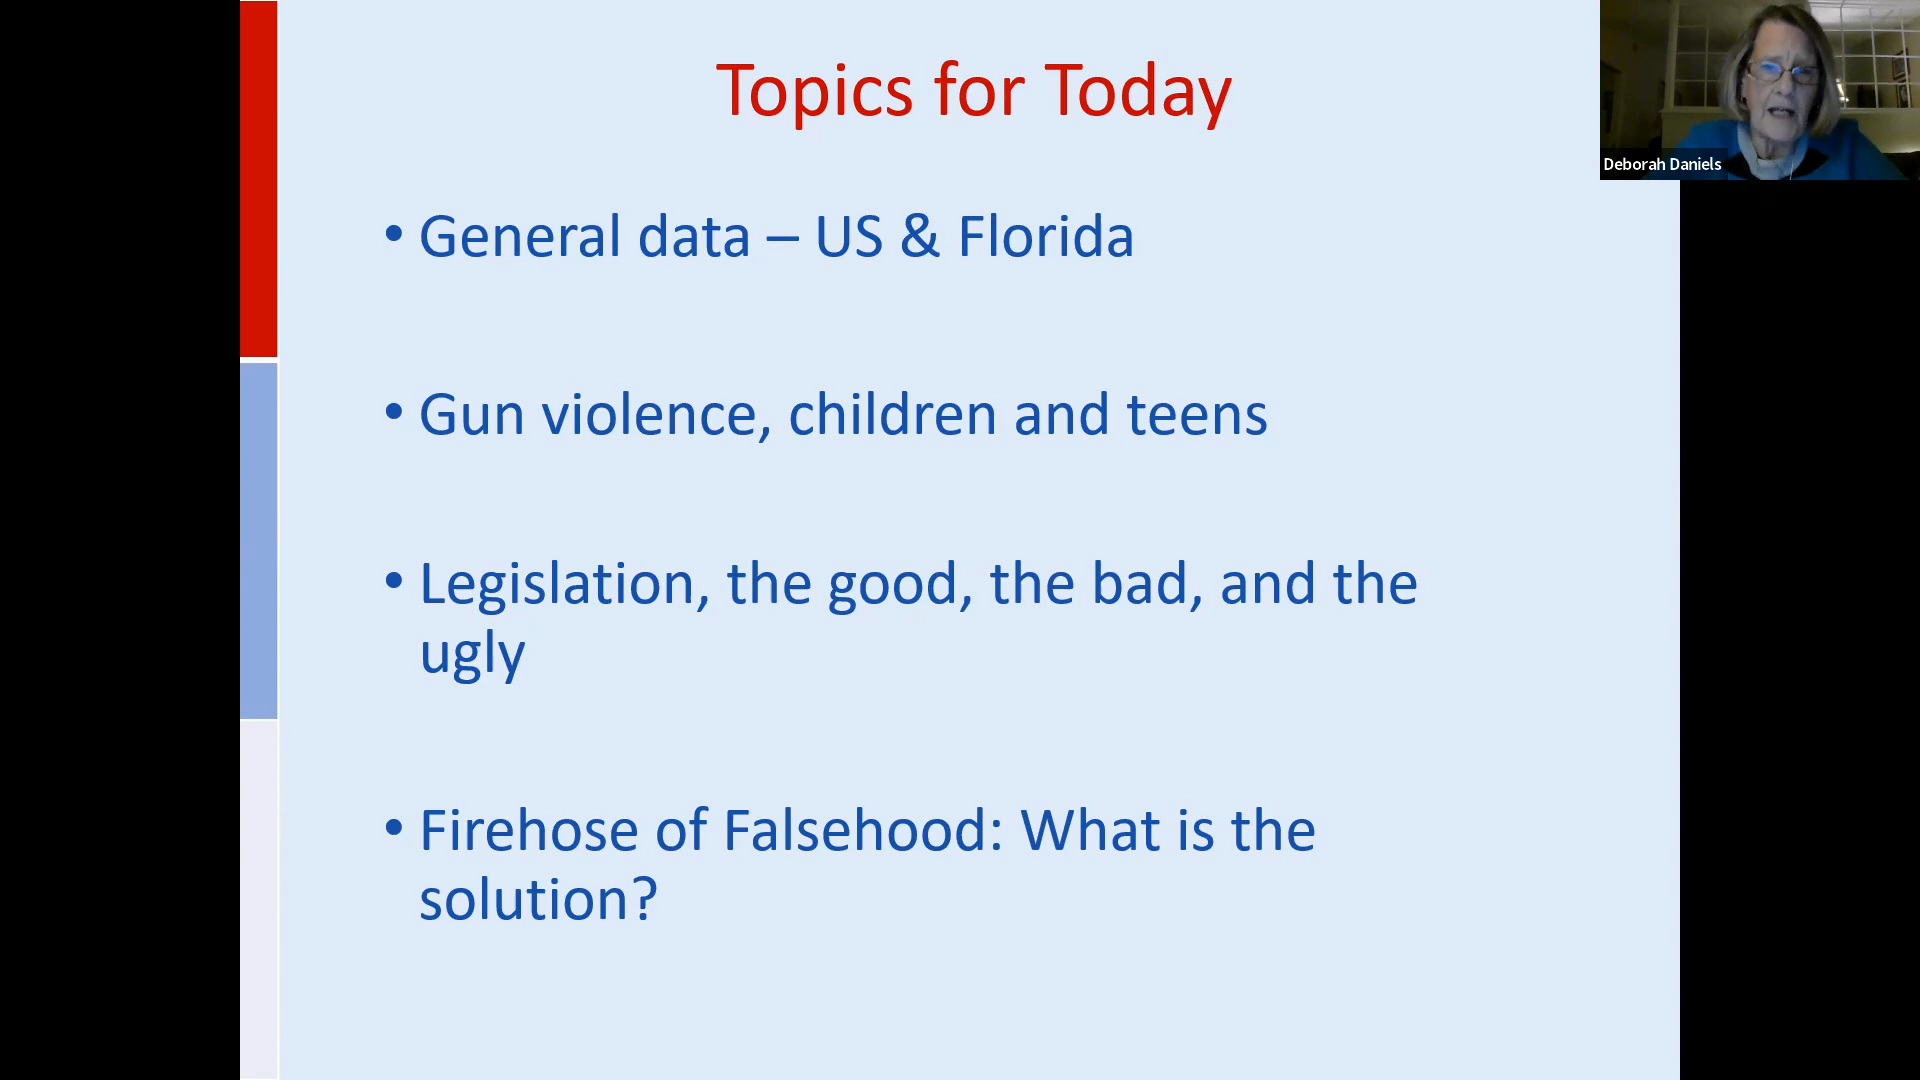 Topics for Today
Deborah Daniels
• General data – US & Florida
• Gun violence, children and teens
• Legislation, the good, the bad, and the
ugly
• Firehose of Falsehood: What is the
solution?